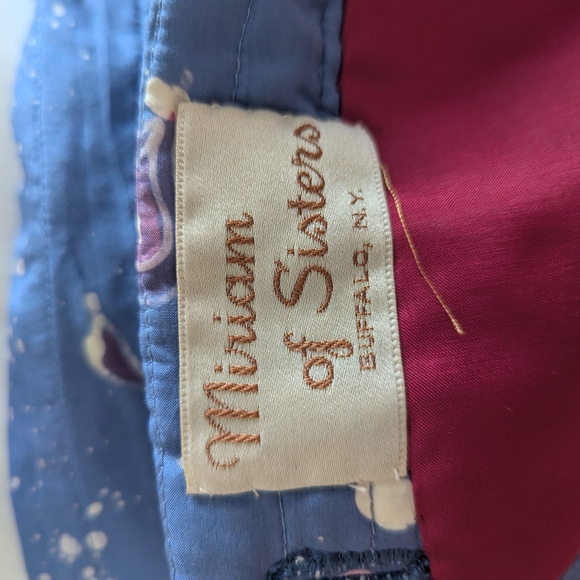 Miriam
of Sisters
BUFFALO, N.Y.